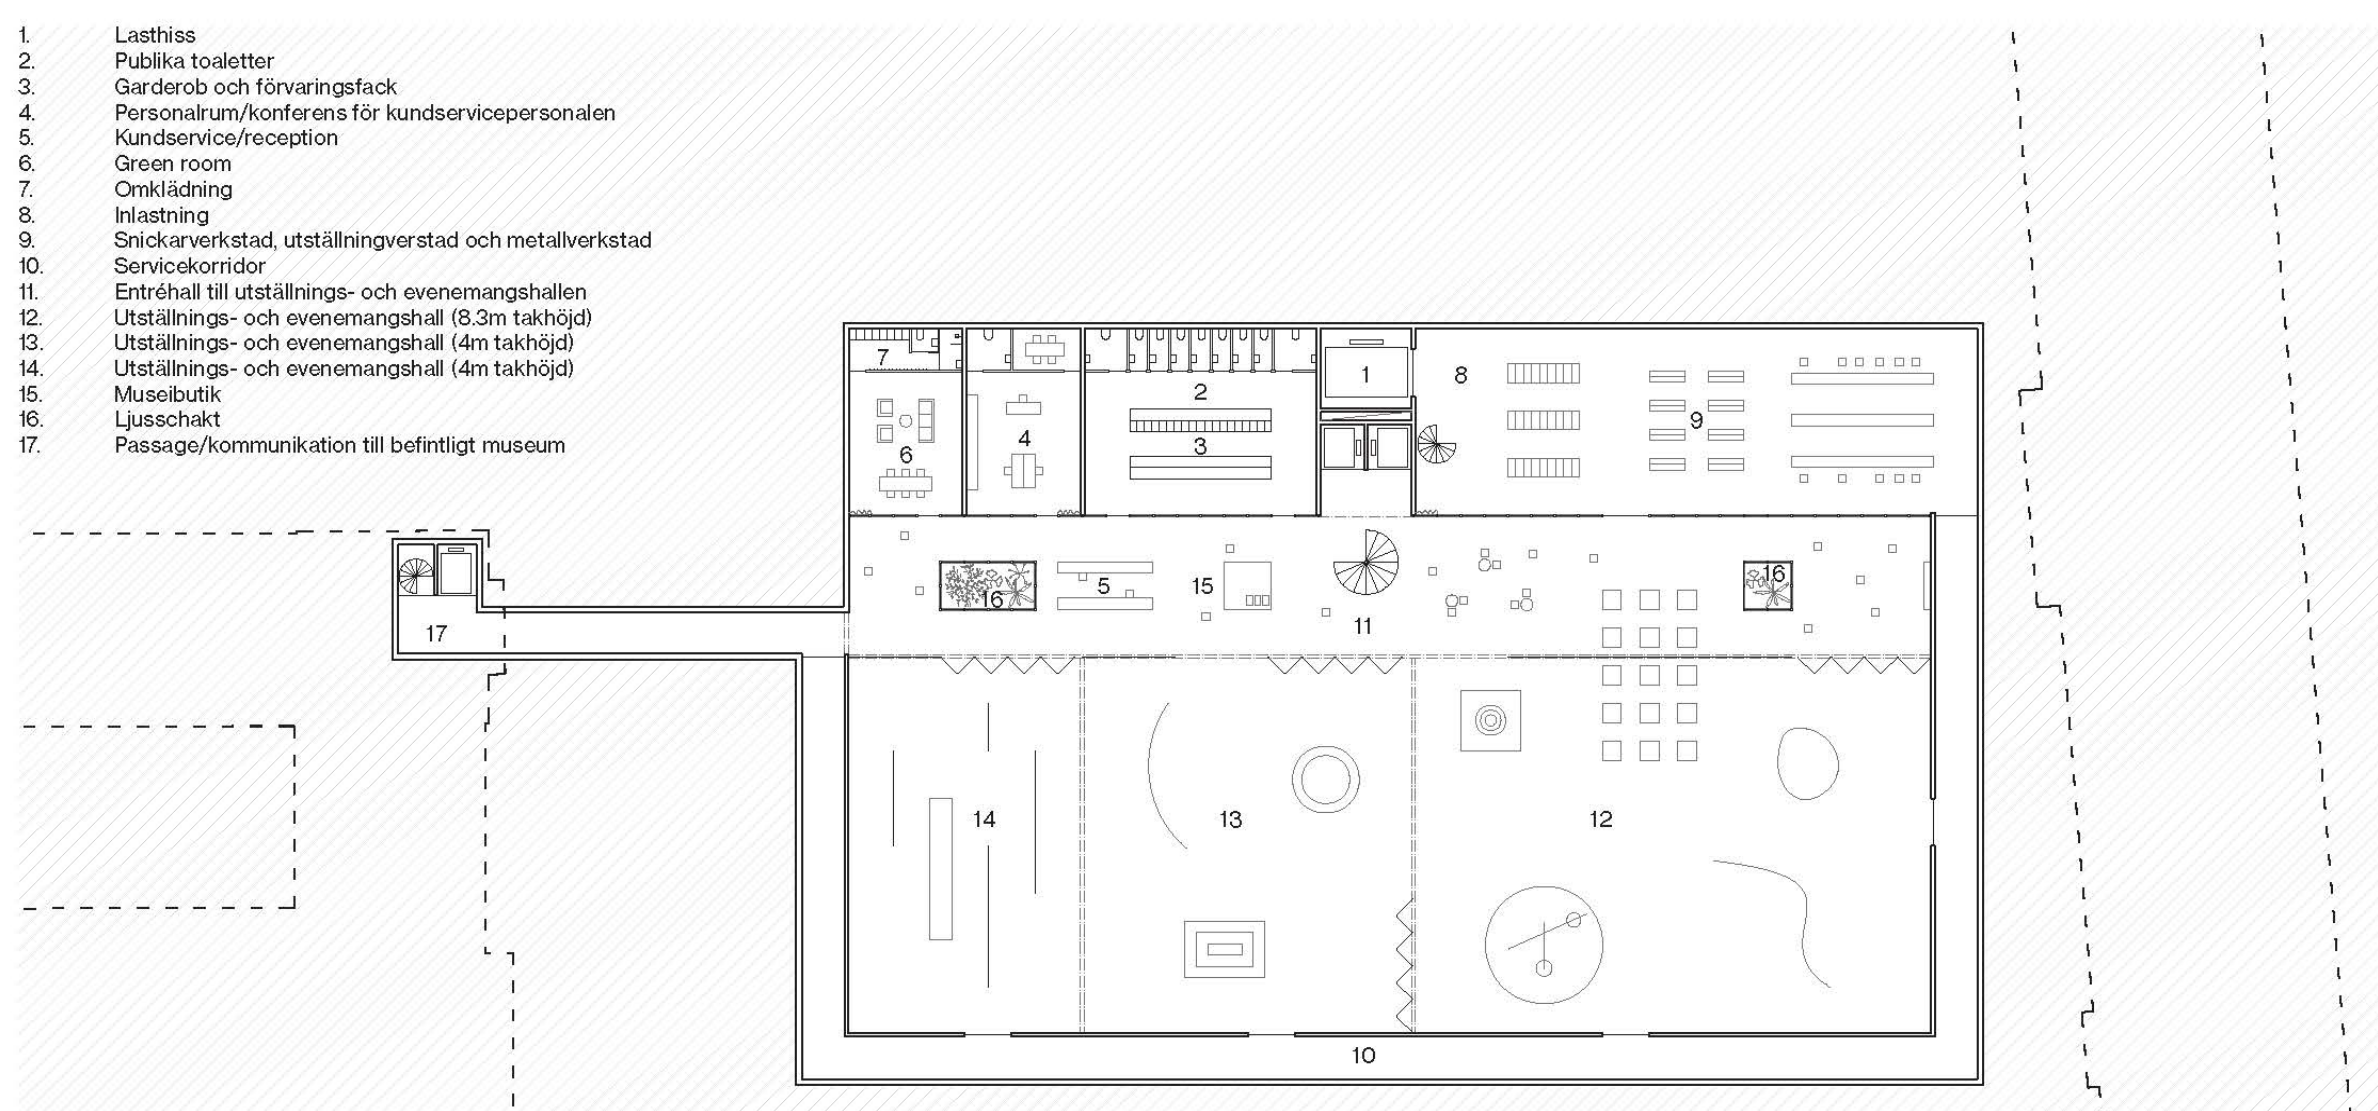 1. Lasthiss
2. Publika toaletter
3. Garderob och förvaringsfack
4. Personalrum/konferens för kundservicepersonalen
5. Kundservice/reception
6. Green room
7. Omklädning
8. Inlastning
9. Snickarverkstad, utställningverstad och metallverkstad
10. Servicekorridor
11. Entréhall till utställnings- och evenemangshallen
12. Utställnings- och evenemangshall (8.3m takhöjd)
13. Utställnings- och evenemangshall (4m takhöjd)
14. Utställnings- och evenemangshall (4m takhöjd)
15. Museibutik
16. Ljusschakt
17. Passage/kommunikation till befintligt museum
7
1
8
2
9
4
3
6
16
5
15
16
11
17
14
13
12
10